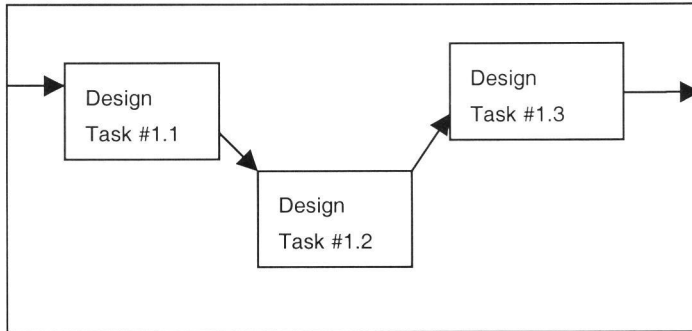 Design
Task #1.1
Design
Task #1.2
Design
Task #1.3